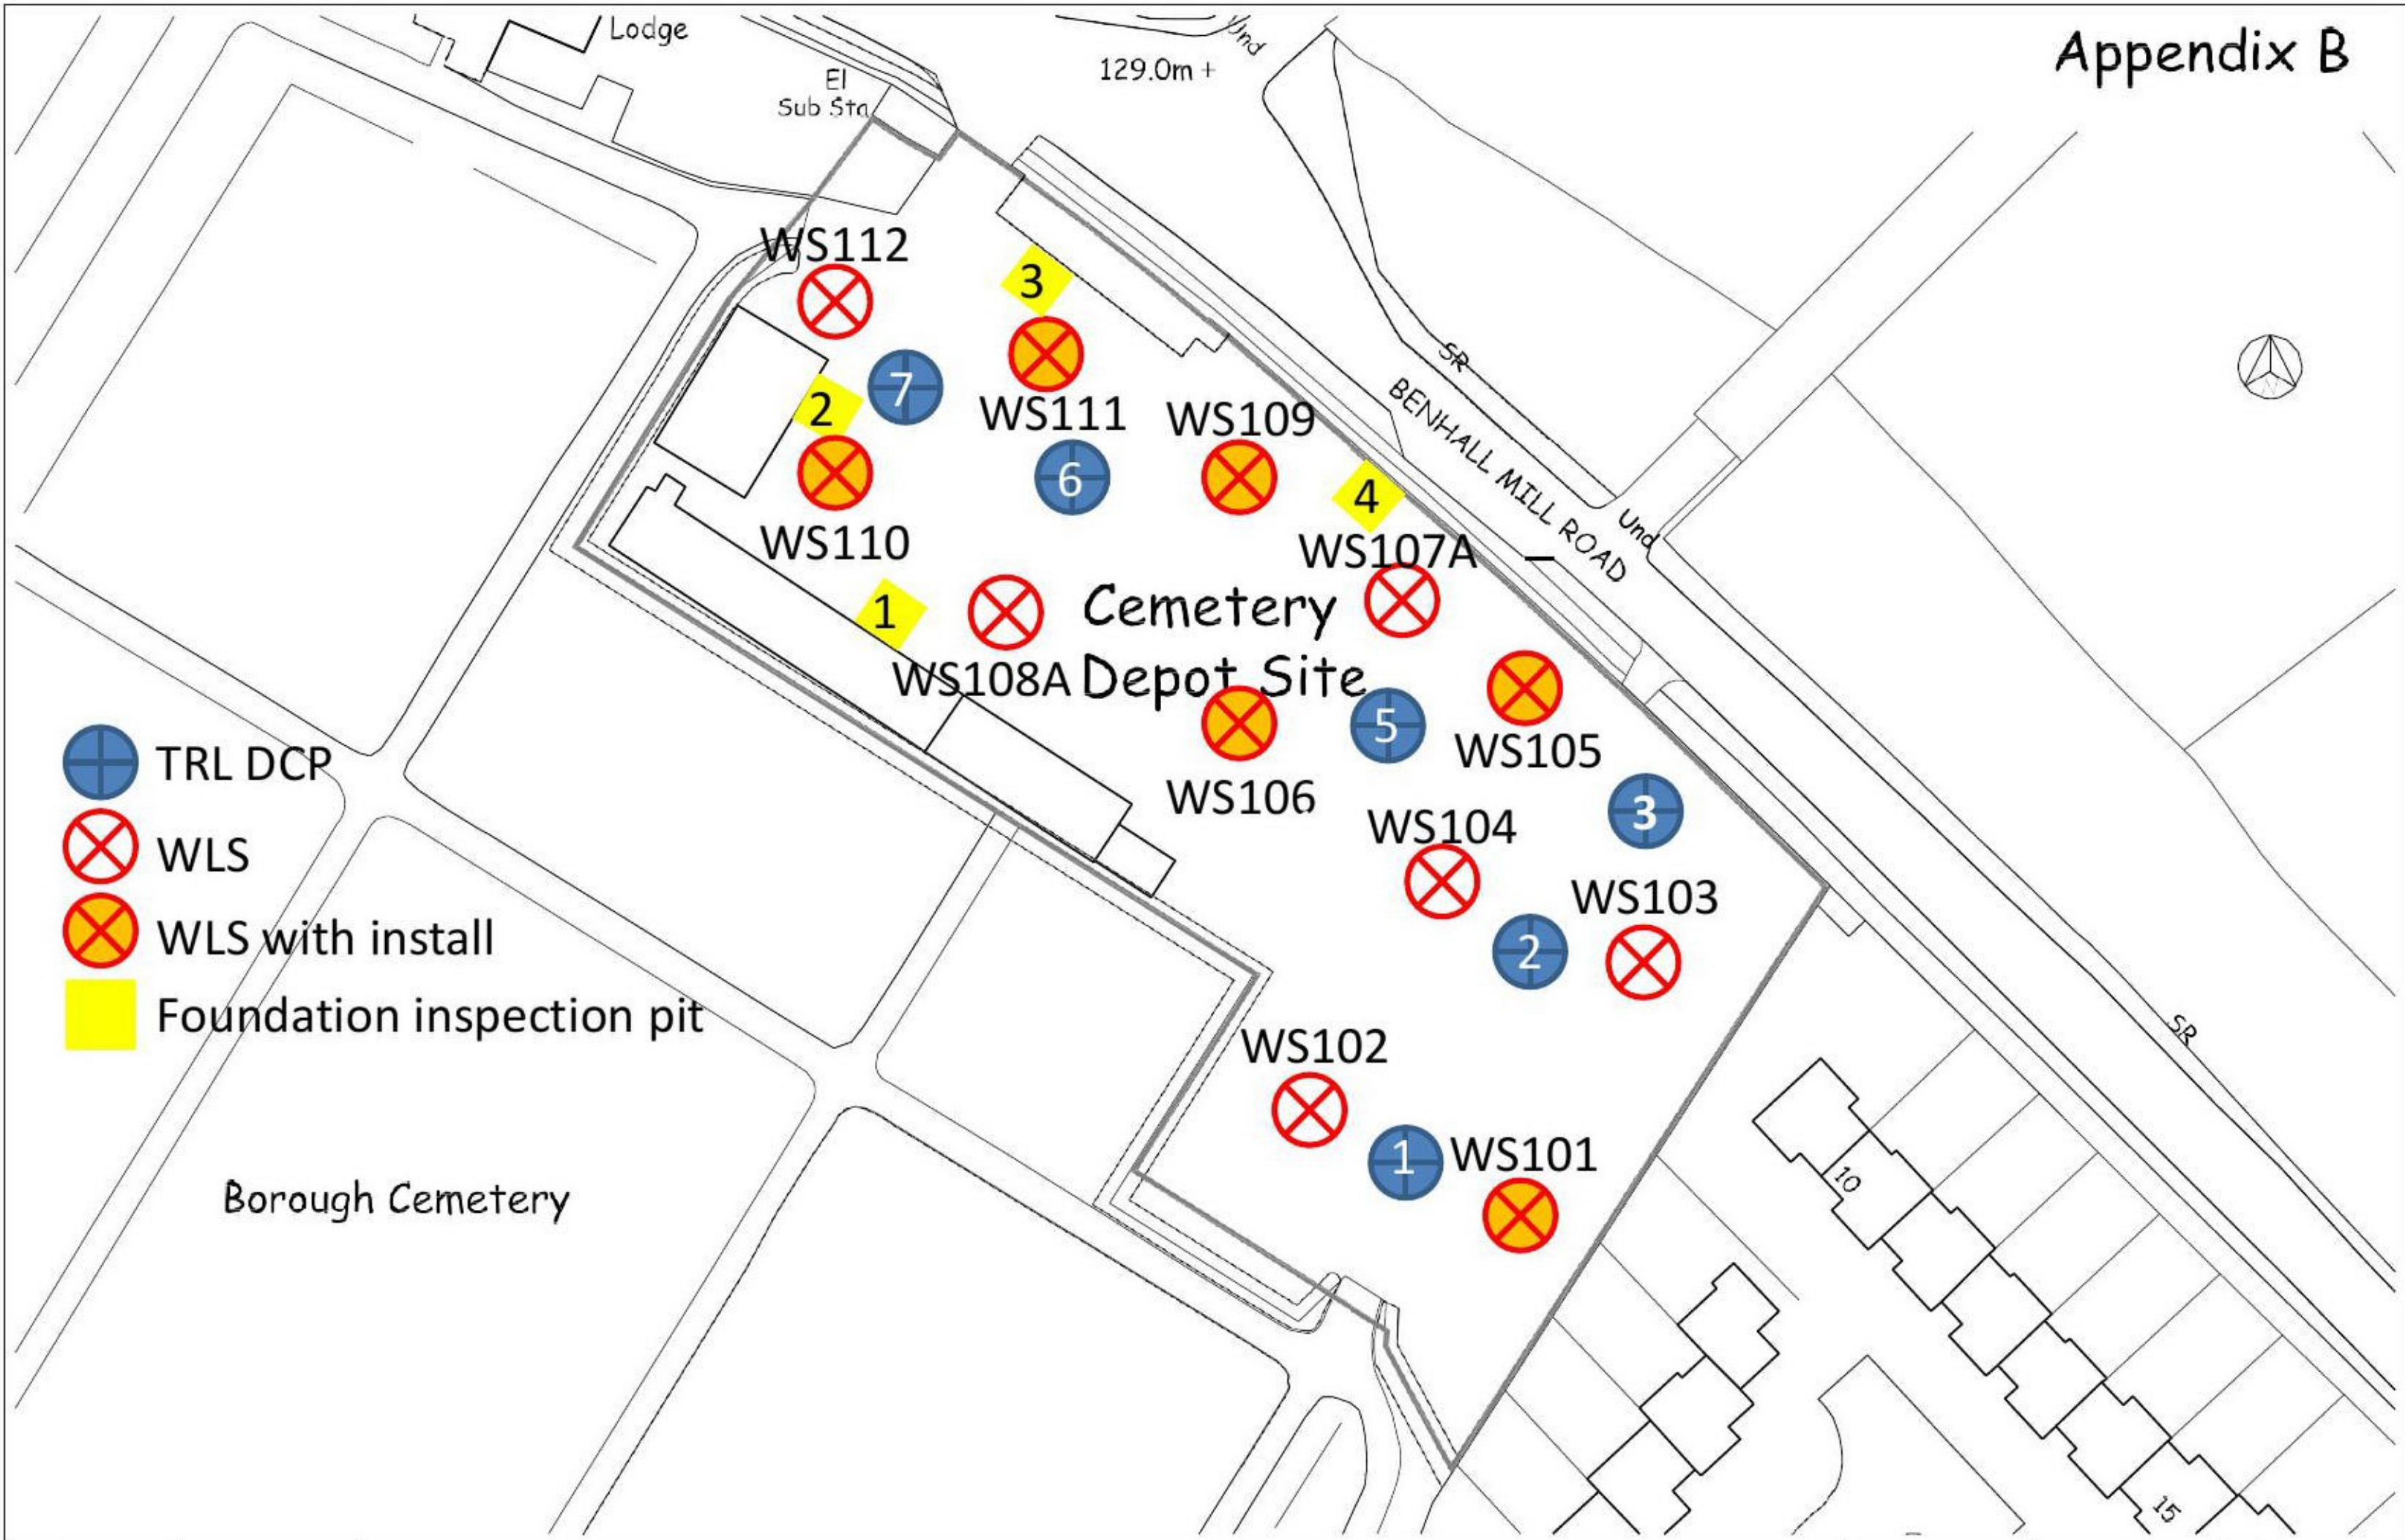 Appendix B
Lodge
Und
129.0m +
El
Sub Sta
WS112
3
SR
7
2
WS111
WS109
BENHALL MILL ROAD
6
4
Und
WS110
WS107A
1
Cemetery
WS108A
Depot Site
5
WS105
WS106
3
WS104
WS103
2
TRL DCP
WLS
WLS with install
Foundation inspection pit
WS102
SR
1
WS101
10
Borough Cemetery
15